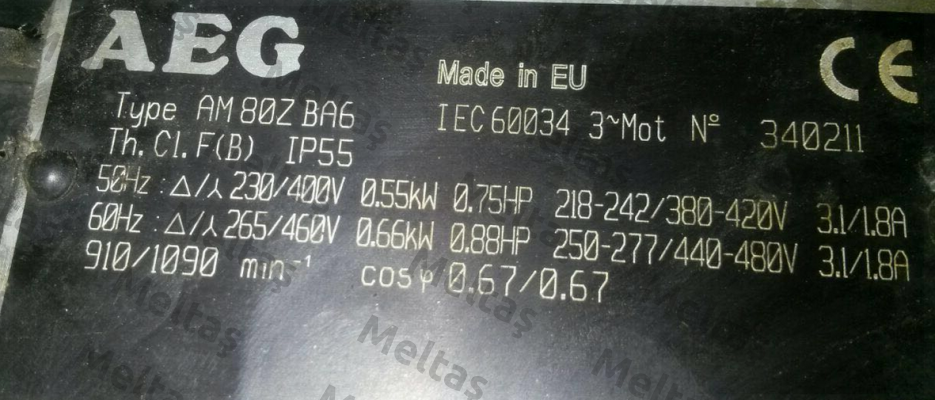 AEG
Made in EU
CE
Type AM 80Z BA6 IEC 60034 3~Mot Nº 340211
Th. Cl. F(B) IP55
50Hz : △/⅄ 230/400V 0.55kW 0.75HP 218-242/380-420V 3.1/1.8A
60Hz : △/⅄ 265/460V 0.66kW 0.88HP 250-277/440-480V 3.1/1.8A
910/1090 min⁻¹ cosφ 0.67/0.67
Meltaş